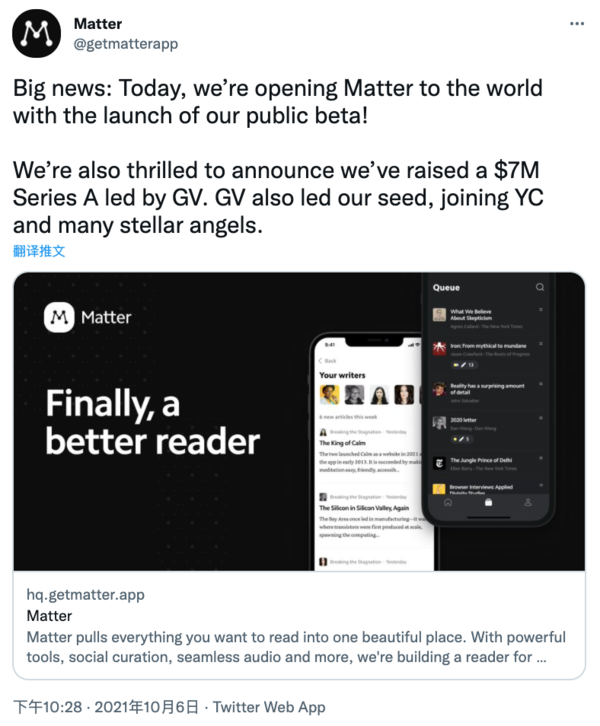 Matter
@getmatterapp
Big news: Today, we're opening Matter to the world
with the launch of our public beta!
We're also thrilled to announce we've raised a $7M
Series A led by GV. GV also led our seed, joining YC
and many stellar angels.
翻译推文
Matter
Finally, a
better reader
8:41
Back
Your writers
6 new articles this week
Breaking the Stagnation · Yesterday
The King of Calm
The two launched Calm as a website in 2021
the app in early 2013. It is succeeded by
meditation easy, friendly, accessib...
Breaking the Stagnation · Yesterday
The Silicon in Silicon Valley, Again
The Bay Area once led in manufacturing—it
where transistors were first produced at scale,
spawning the computing...
Breaking the Stagnation · Yesterday
Queue
What We Believe
About Skepticism
Agnes Callard · The New York Times
Iron: From mythical to mundane
Jason Crawford · The Roots of Progress
13
Reality has a surprising amount
of detail
John Salvatier
2020 letter
Dan Wang · Dan Wang
5
The Jungle Prince of Delhi
Ellen Barry · The New York Times
Browser Interviews: Applied
Divinity Studies
hq.getmatter.app
Matter
Matter pulls everything you want to read into one beautiful place. With powerful
tools, social curation, seamless audio and more, we're building a reader for ...
下午10:28 · 2021年10月6日 · Twitter Web App